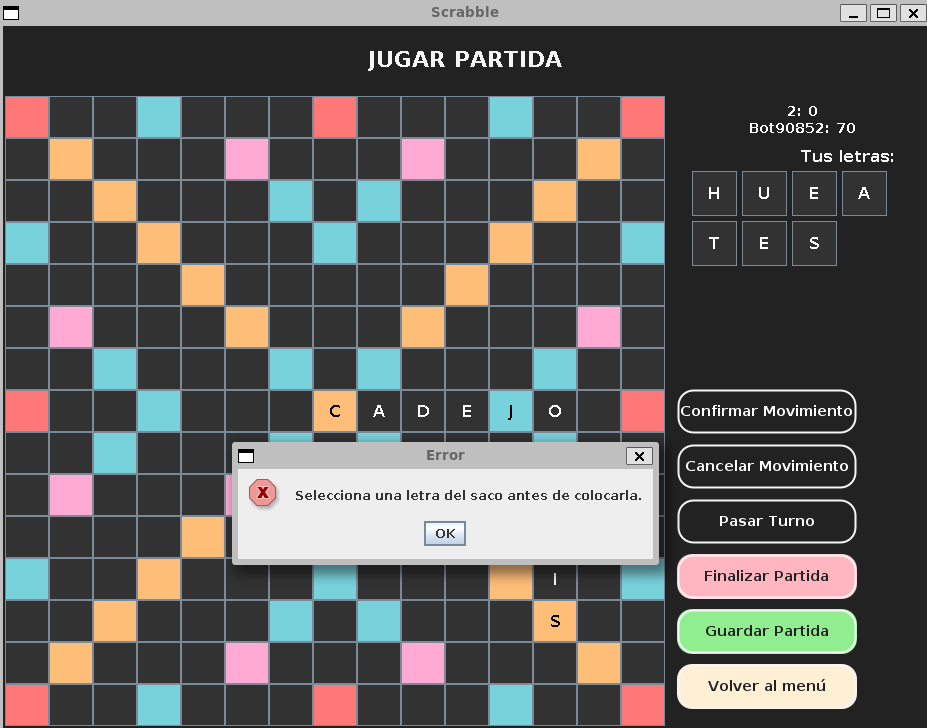 Scrabble
JUGAR PARTIDA
2: 0
Bot90852: 70
Tus letras:
H U E A
T E S
C A D E J O
Confirmar Movimiento
Error
Cancelar Movimiento
X Selecciona una letra del saco antes de colocarla.
OK
Pasar Turno
I
Finalizar Partida
S
Guardar Partida
Volver al menú